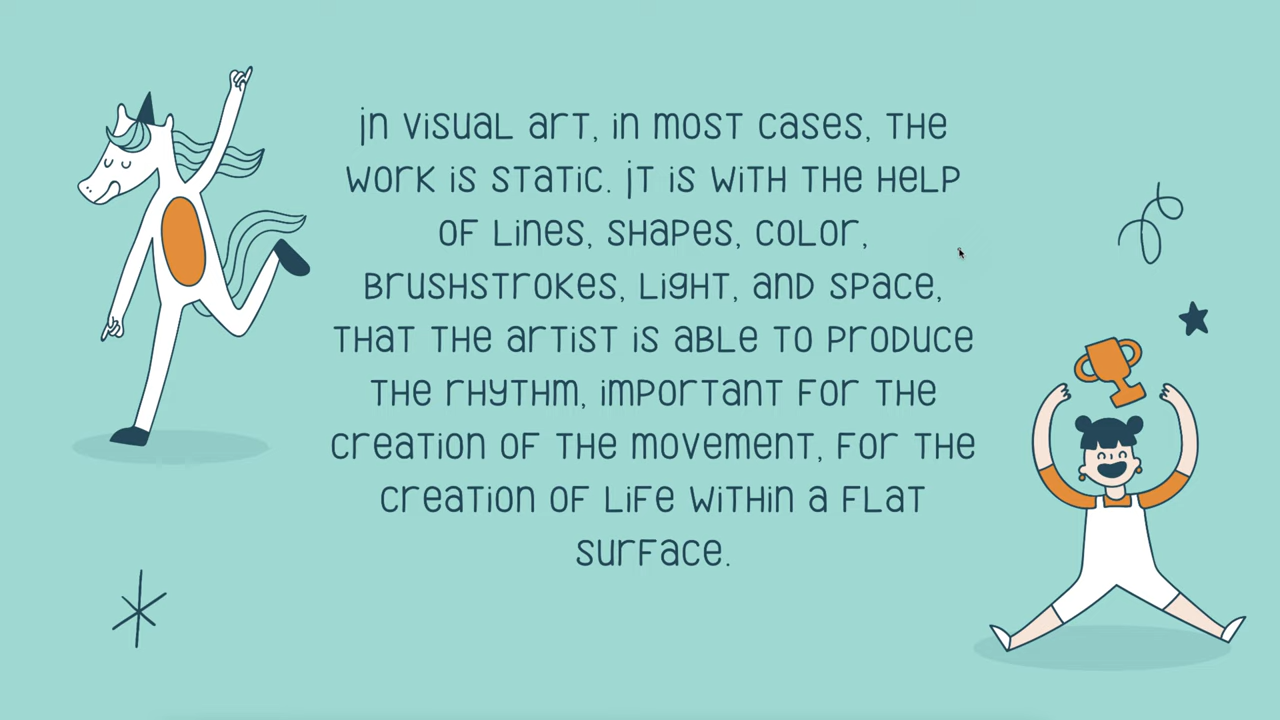 In visual art, in most cases, the
work is static. It is with the help
of lines, shapes, color,
brushstrokes, light, and space,
that the artist is able to produce
the rhythm, important for the
creation of the movement, for the
creation of life within a flat
surface.